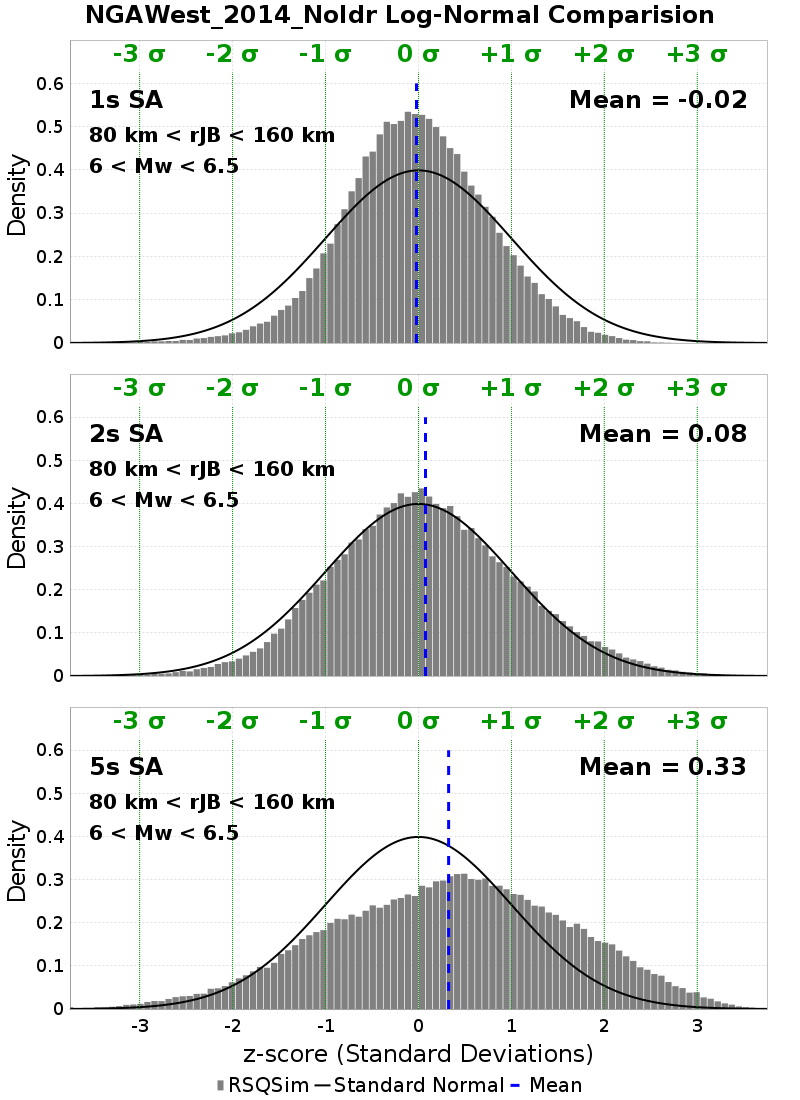 NGAWest_2014_NoIdr Log-Normal Comparision
-3 σ -2 σ -1 σ 0 σ +1 σ +2 σ +3 σ
0.6
1s SA Mean = -0.02
0.5
80 km < rJB < 160 km
6 < Mw < 6.5
0.4
Density
0.3
0.2
0.1
0
-3 σ -2 σ -1 σ 0 σ +1 σ +2 σ +3 σ
0.6
2s SA Mean = 0.08
0.5
80 km < rJB < 160 km
6 < Mw < 6.5
0.4
Density
0.3
0.2
0.1
0
-3 σ -2 σ -1 σ 0 σ +1 σ +2 σ +3 σ
0.6
5s SA Mean = 0.33
0.5
80 km < rJB < 160 km
6 < Mw < 6.5
0.4
Density
0.3
0.2
0.1
0
-3 -2 -1 0 1 2 3
z-score (Standard Deviations)
RSQSim Standard Normal Mean